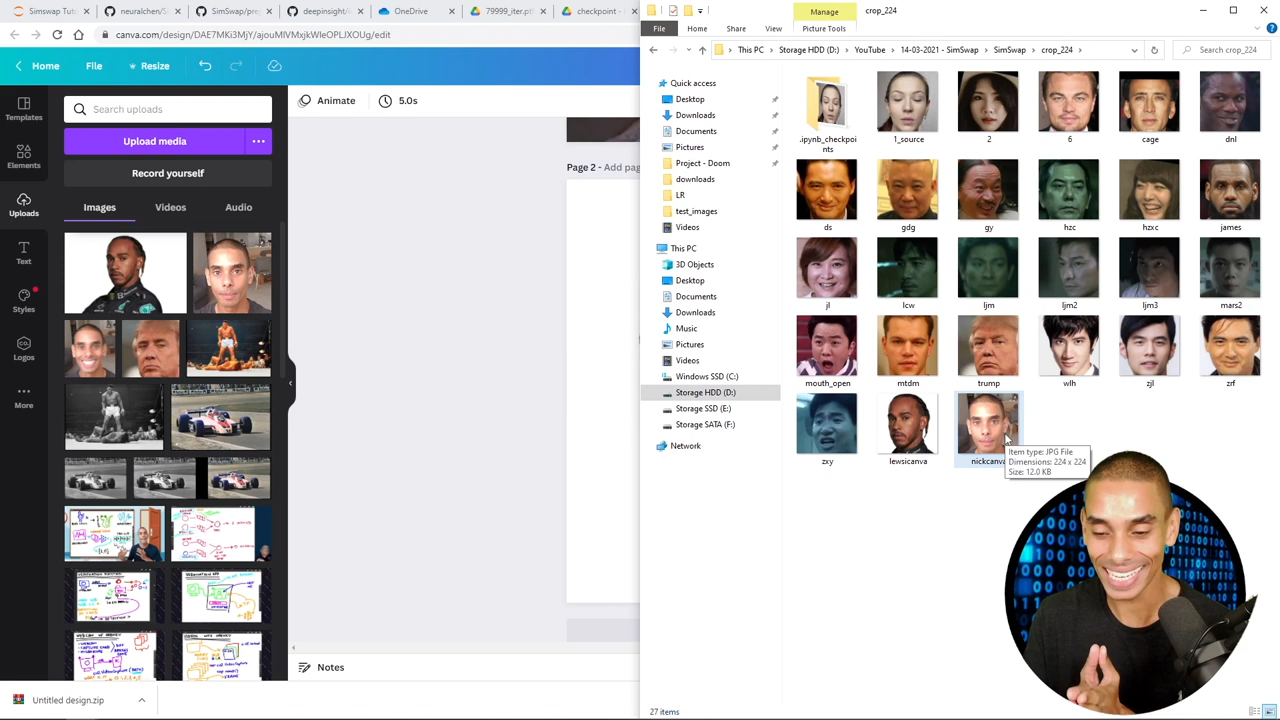 Simswap Tut
neuralchen/S
SimSwap/pre
deepinsight/i
OneDrive
79999_iter.pt
checkpoint -
canva.com/design/
/edit
Home
File
Resize
Templates
Elements
Uploads
Text
Styles
CO.
Logos
More
Search uploads
Upload media
Record yourself
Images
Videos
Audio
Animate
5.0s
Page 2 - Add pag
Notes
Untitled design.zip
Manage
crop_224
File
Home
Share
View
Picture Tools
This PC
Storage HDD (D:)
YouTube
14-03-2021 - SimSwap
SimSwap
crop_224
Search crop_224
Quick access
Desktop
Downloads
Documents
Pictures
Project - Doom
downloads
LR
test_images
Videos
This PC
3D Objects
Desktop
Documents
Downloads
Music
Pictures
Videos
Windows SSD (C:)
Storage HDD (D:)
Storage SSD (E:)
Storage SATA (F:)
Network
.ipynb_checkpoi
nts
1_source
2
6
cage
dnl
ds
gdg
gy
hzc
hzxc
james
jl
lcw
ljm
ljm2
ljm3
mars2
mouth_open
mtdm
trump
wlh
zjl
zrf
zxy
lewsicanva
nickcanva
Item type: JPG File
Dimensions: 224 x 224
Size: 12.0 KB
27 items